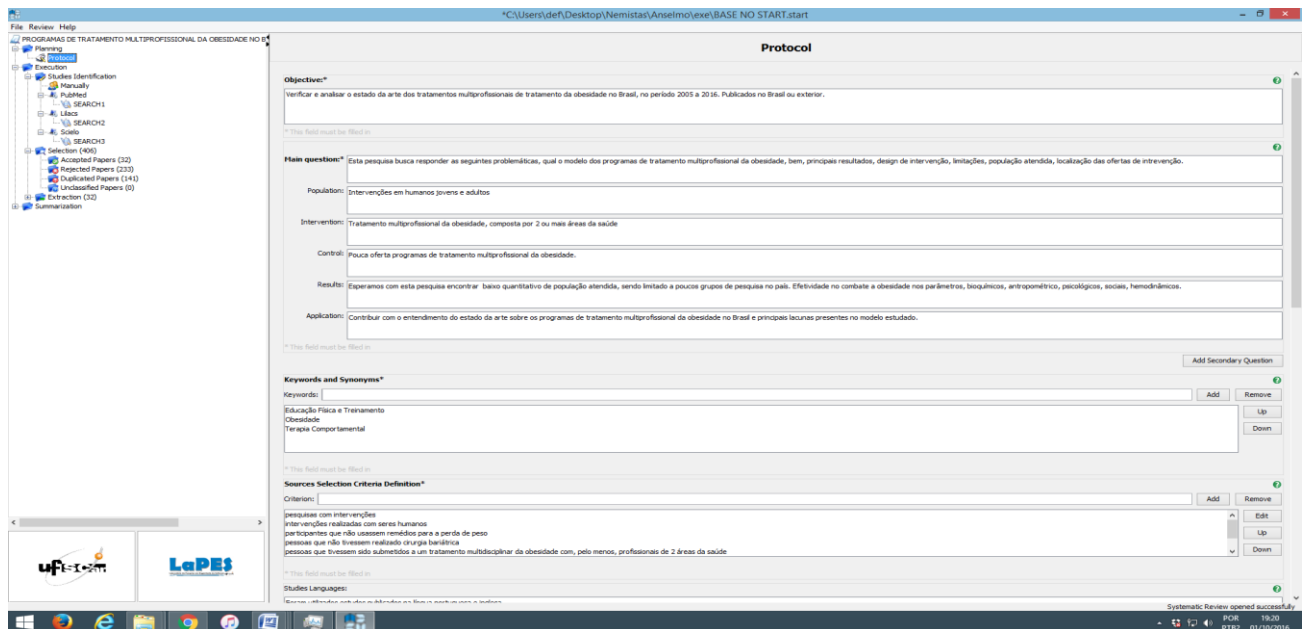 *C:\Users\def\Desktop\Nemistas\Anselmo\exe\BASE NO START.start
File Review Help
PROGRAMAS DE TRATAMENTO MULTIPROFISSIONAL DA OBESIDADE NO B
Planning
Protocol
Execution
Studies Identification
Manually
PubMed
SEARCH1
Lilacs
SEARCH2
Scielo
SEARCH3
Selection (406)
Accepted Papers (32)
Rejected Papers (233)
Duplicated Papers (141)
Unclassified Papers (0)
Extraction (32)
Summarization
LaPES
Protocol
Objective:*
Verificar e analisar o estado da arte dos tratamentos multiprofissionais de tratamento da obesidade no Brasil, no período 2005 a 2016. Publicados no Brasil ou exterior.
* This field must be filled in
Main question:* Esta pesquisa busca responder as seguintes problemáticas, qual o modelo dos programas de tratamento multiprofissional da obesidade, bem, principais resultados, design de intervenção, limitações, população atendida, localização das ofertas de intrevenção.
Population: Intervenções em humanos jovens e adultos
Intervention: Tratamento multiprofissional da obesidade, composta por 2 ou mais áreas da saúde
Control: Pouca oferta programas de tratamento multiprofissional da obesidade.
Results: Esperamos com esta pesquisa encontrar baixo quantitativo de população atendida, sendo limitado a poucos grupos de pesquisa no país. Efetividade no combate a obesidade nos parâmetros, bioquímicos, antropométrico, psicológicos, sociais, hemodinâmicos.
Application: Contribuir com o entendimento do estado da arte sobre os programas de tratamento multiprofissional da obesidade no Brasil e principais lacunas presentes no modelo estudado.
* This field must be filled in
Add Secondary Question
Keywords and Synonyms*
Keywords: Add Remove
Educação Física e Treinamento Up
Obesidade
Terapia Comportamental Down
* This field must be filled in
Sources Selection Criteria Definition*
Criterion: Add Remove
pesquisas com intervenções Edit
intervenções realizadas com seres humanos
participantes que não usassem remédios para a perda de peso Up
pessoas que não tivessem realizado cirurgia bariátrica
pessoas que tivessem sido submetidos a um tratamento multidisciplinar da obesidade com, pelo menos, profissionais de 2 áreas da saúde Down
* This field must be filled in
Studies Languages:
Foram utilizados estudos publicados na língua portuguesa e inglesa
Systematic Review opened successfully
POR 19:20
PTB2 01/10/2016